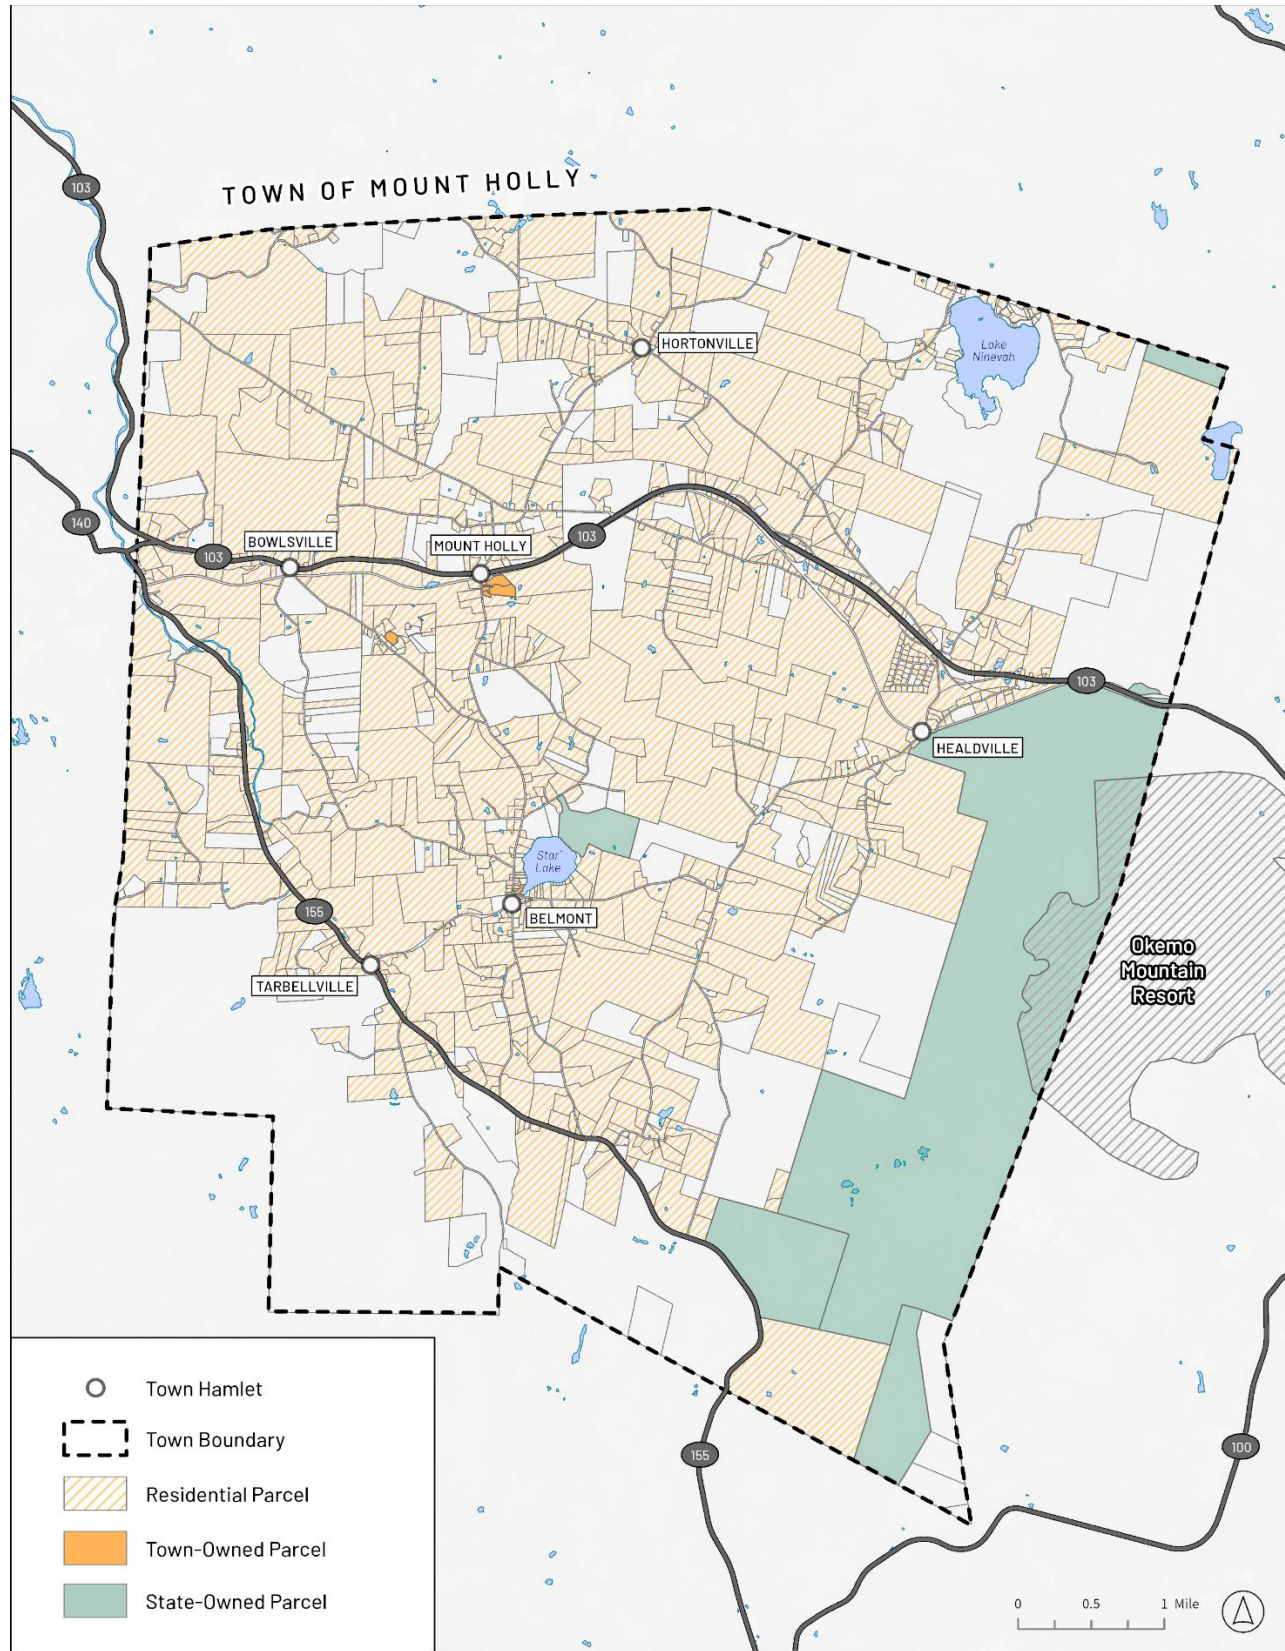 103
TOWN OF MOUNT HOLLY
HORTONVILLE
Lake
Ninevah
140
103
BOWLSVILLE
MOUNT HOLLY
103
103
HEALDVILLE
Star
Lake
155
BELMONT
Okemo
Mountain
Resort
TARBELLVILLE
Town Hamlet
Town Boundary
Residential Parcel
Town-Owned Parcel
State-Owned Parcel
155
100
0 0.5 1 Mile